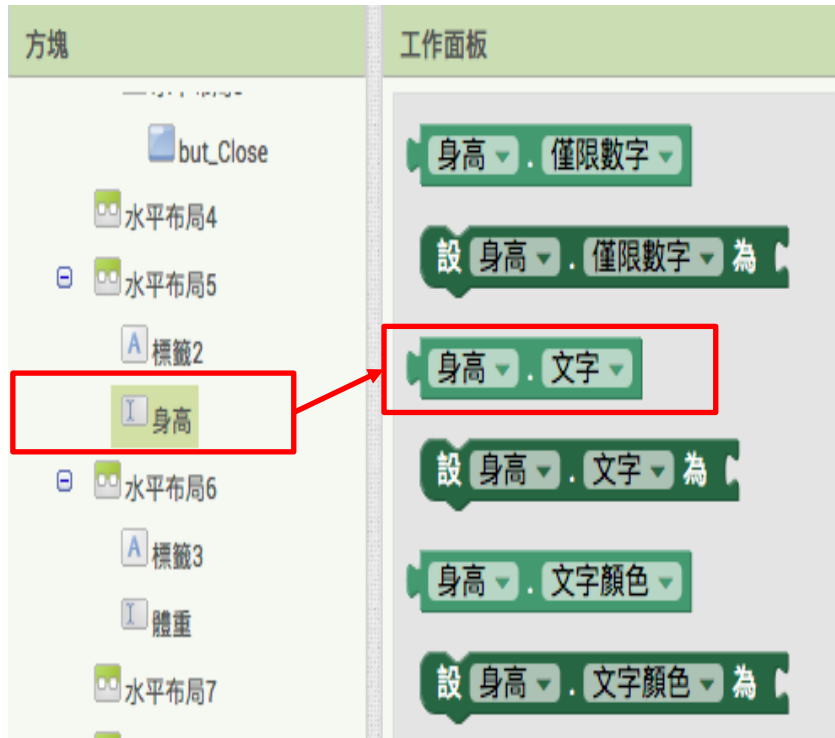 方塊
but_Close
水平布局4
水平布局5
標籤2
身高
水平布局6
標籤3
體重
水平布局7
工作面板
身高 . 僅限數字
設 身高 . 僅限數字 為
身高 . 文字
設 身高 . 文字 為
身高 . 文字顏色
設 身高 . 文字顏色 為